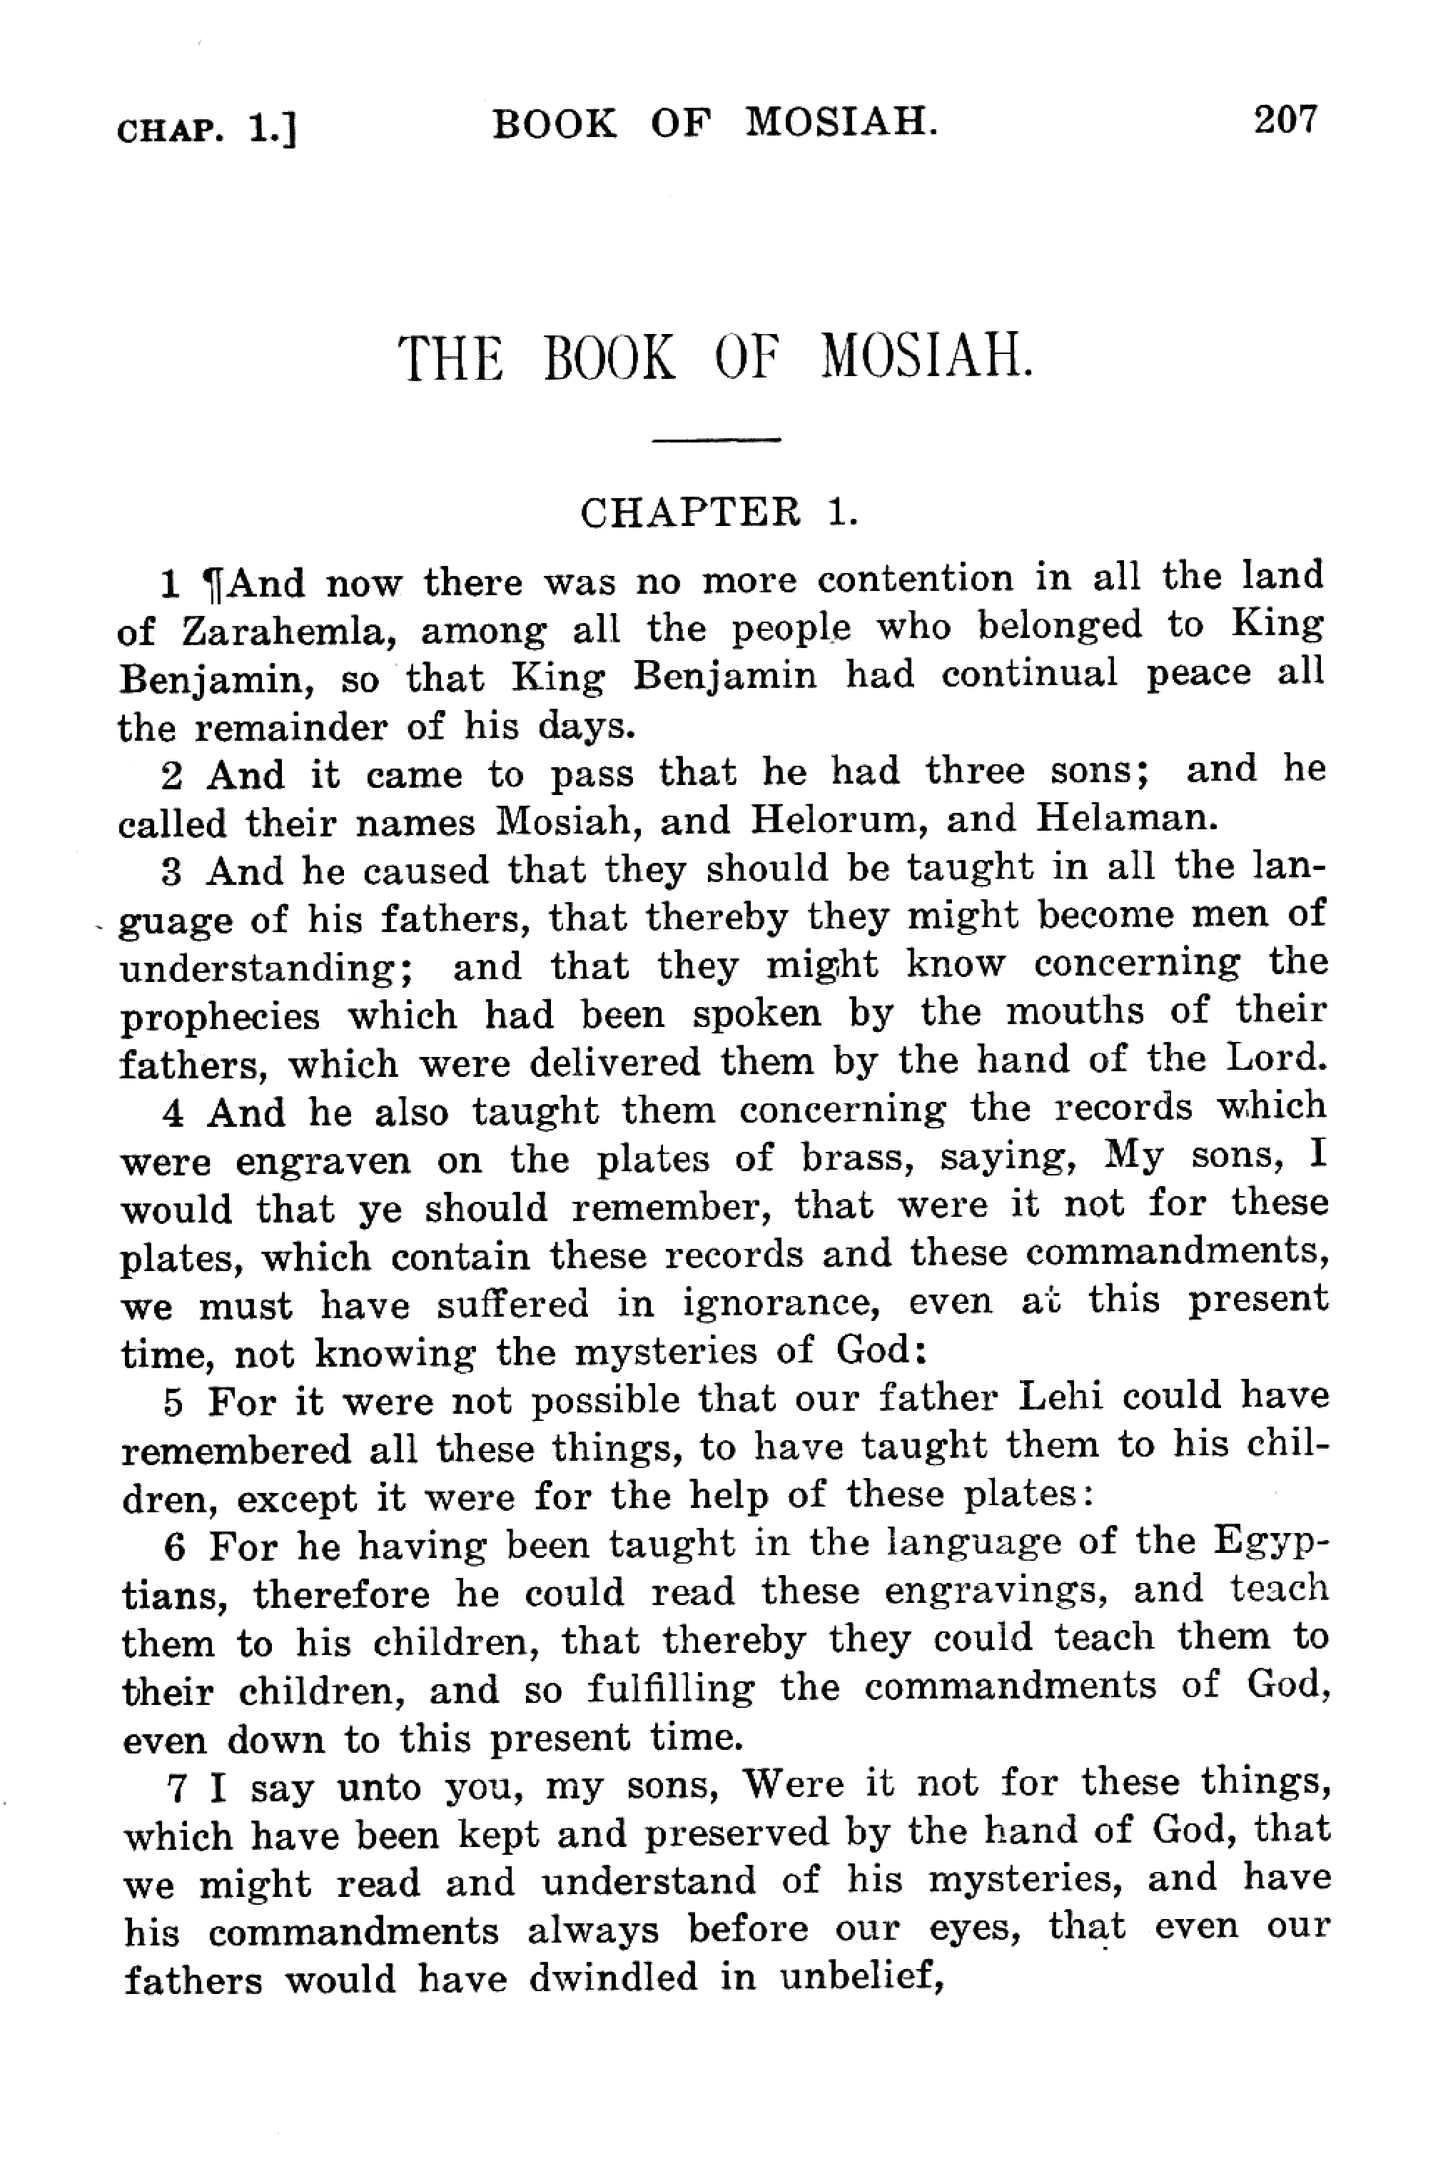 CHAP. 1.] BOOK OF MOSIAH. 207
THE BOOK OF MOSIAH.
CHAPTER 1.
1 ¶And now there was no more contention in all the land
of Zarahemla, among all the people who belonged to King
Benjamin, so that King Benjamin had continual peace all
the remainder of his days.
2 And it came to pass that he had three sons; and he
called their names Mosiah, and Helorum, and Helaman.
3 And he caused that they should be taught in all the lan-
guage of his fathers, that thereby they might become men of
understanding; and that they might know concerning the
prophecies which had been spoken by the mouths of their
fathers, which were delivered them by the hand of the Lord.
4 And he also taught them concerning the records which
were engraven on the plates of brass, saying, My sons, I
would that ye should remember, that were it not for these
plates, which contain these records and these commandments,
we must have suffered in ignorance, even at this present
time, not knowing the mysteries of God:
5 For it were not possible that our father Lehi could have
remembered all these things, to have taught them to his chil-
dren, except it were for the help of these plates:
6 For he having been taught in the language of the Egyp-
tians, therefore he could read these engravings, and teach
them to his children, that thereby they could teach them to
their children, and so fulfilling the commandments of God,
even down to this present time.
7 I say unto you, my sons, Were it not for these things,
which have been kept and preserved by the hand of God, that
we might read and understand of his mysteries, and have
his commandments always before our eyes, that even our
fathers would have dwindled in unbelief,